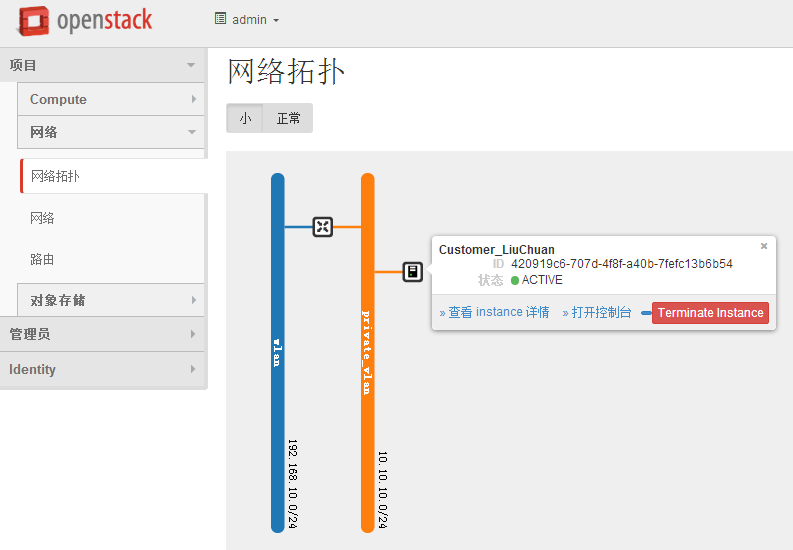 openstack
admin
项目
Compute
网络
网络拓扑
网络
路由
对象存储
管理员
Identity
网络拓扑
小 正常
vlan
192.168.10.0/24
private_vlan
10.10.10.0/24
Customer_LiuChuan
ID 420919c6-707d-4f8f-a40b-7fefc13b6b54
状态 ACTIVE
» 查看 instance 详情 » 打开控制台 Terminate Instance